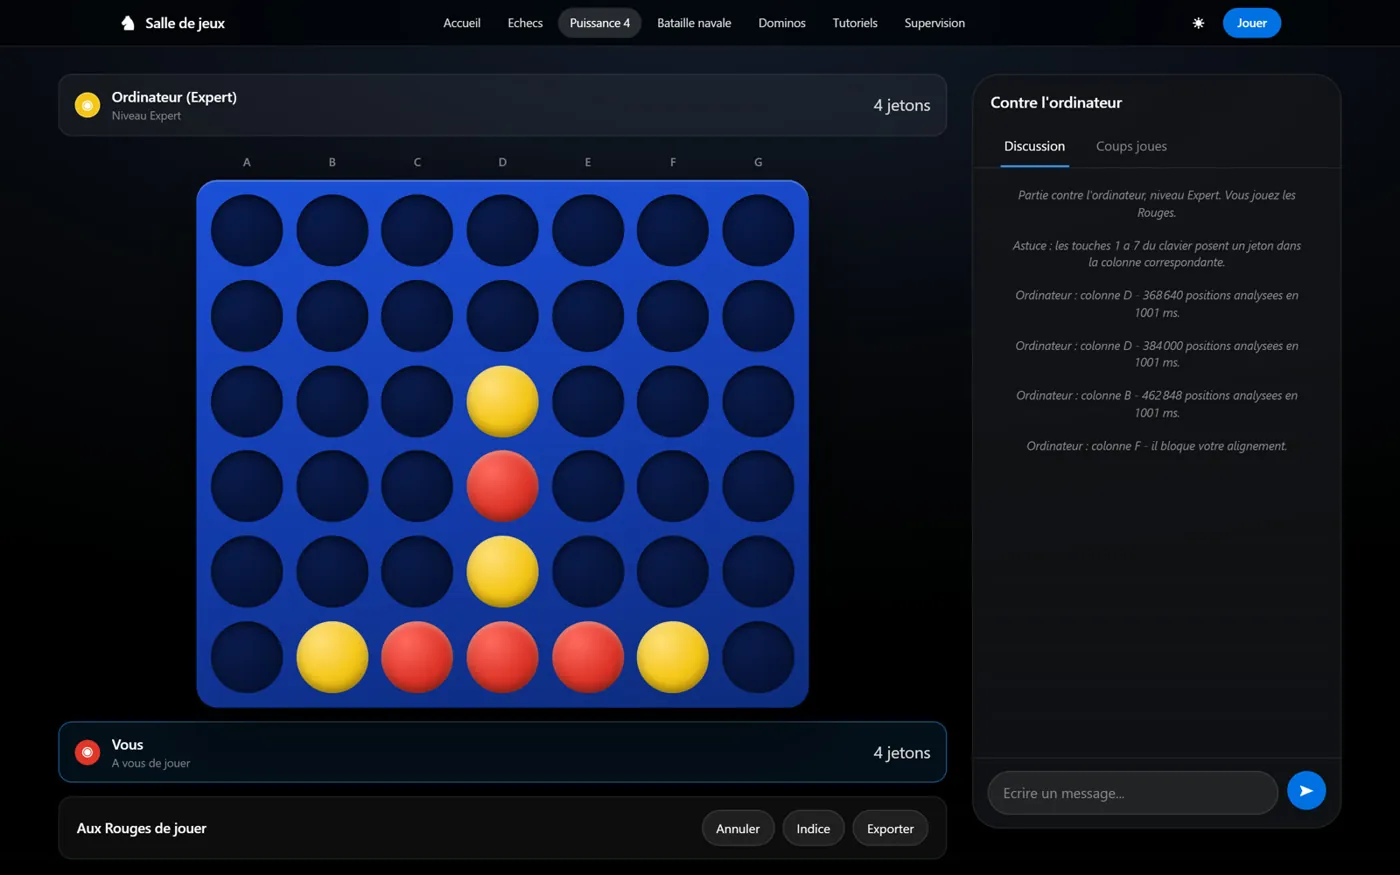 Salle de jeux
Accueil
Echecs
Puissance 4
Bataille navale
Dominos
Tutoriels
Supervision
Jouer
Ordinateur (Expert)
Niveau Expert
4 jetons
A B C D E F G
Vous
A vous de jouer
4 jetons
Aux Rouges de jouer
Annuler
Indice
Exporter
Contre l'ordinateur
Discussion
Coups joues
Partie contre l'ordinateur, niveau Expert. Vous jouez les
Rouges.
Astuce : les touches 1 a 7 du clavier posent un jeton dans
la colonne correspondante.
Ordinateur : colonne D - 368 640 positions analysees en
1001 ms.
Ordinateur : colonne D - 384 000 positions analysees en
1001 ms.
Ordinateur : colonne B - 462 848 positions analysees en
1001 ms.
Ordinateur : colonne F - il bloque votre alignement.
Ecrire un message...